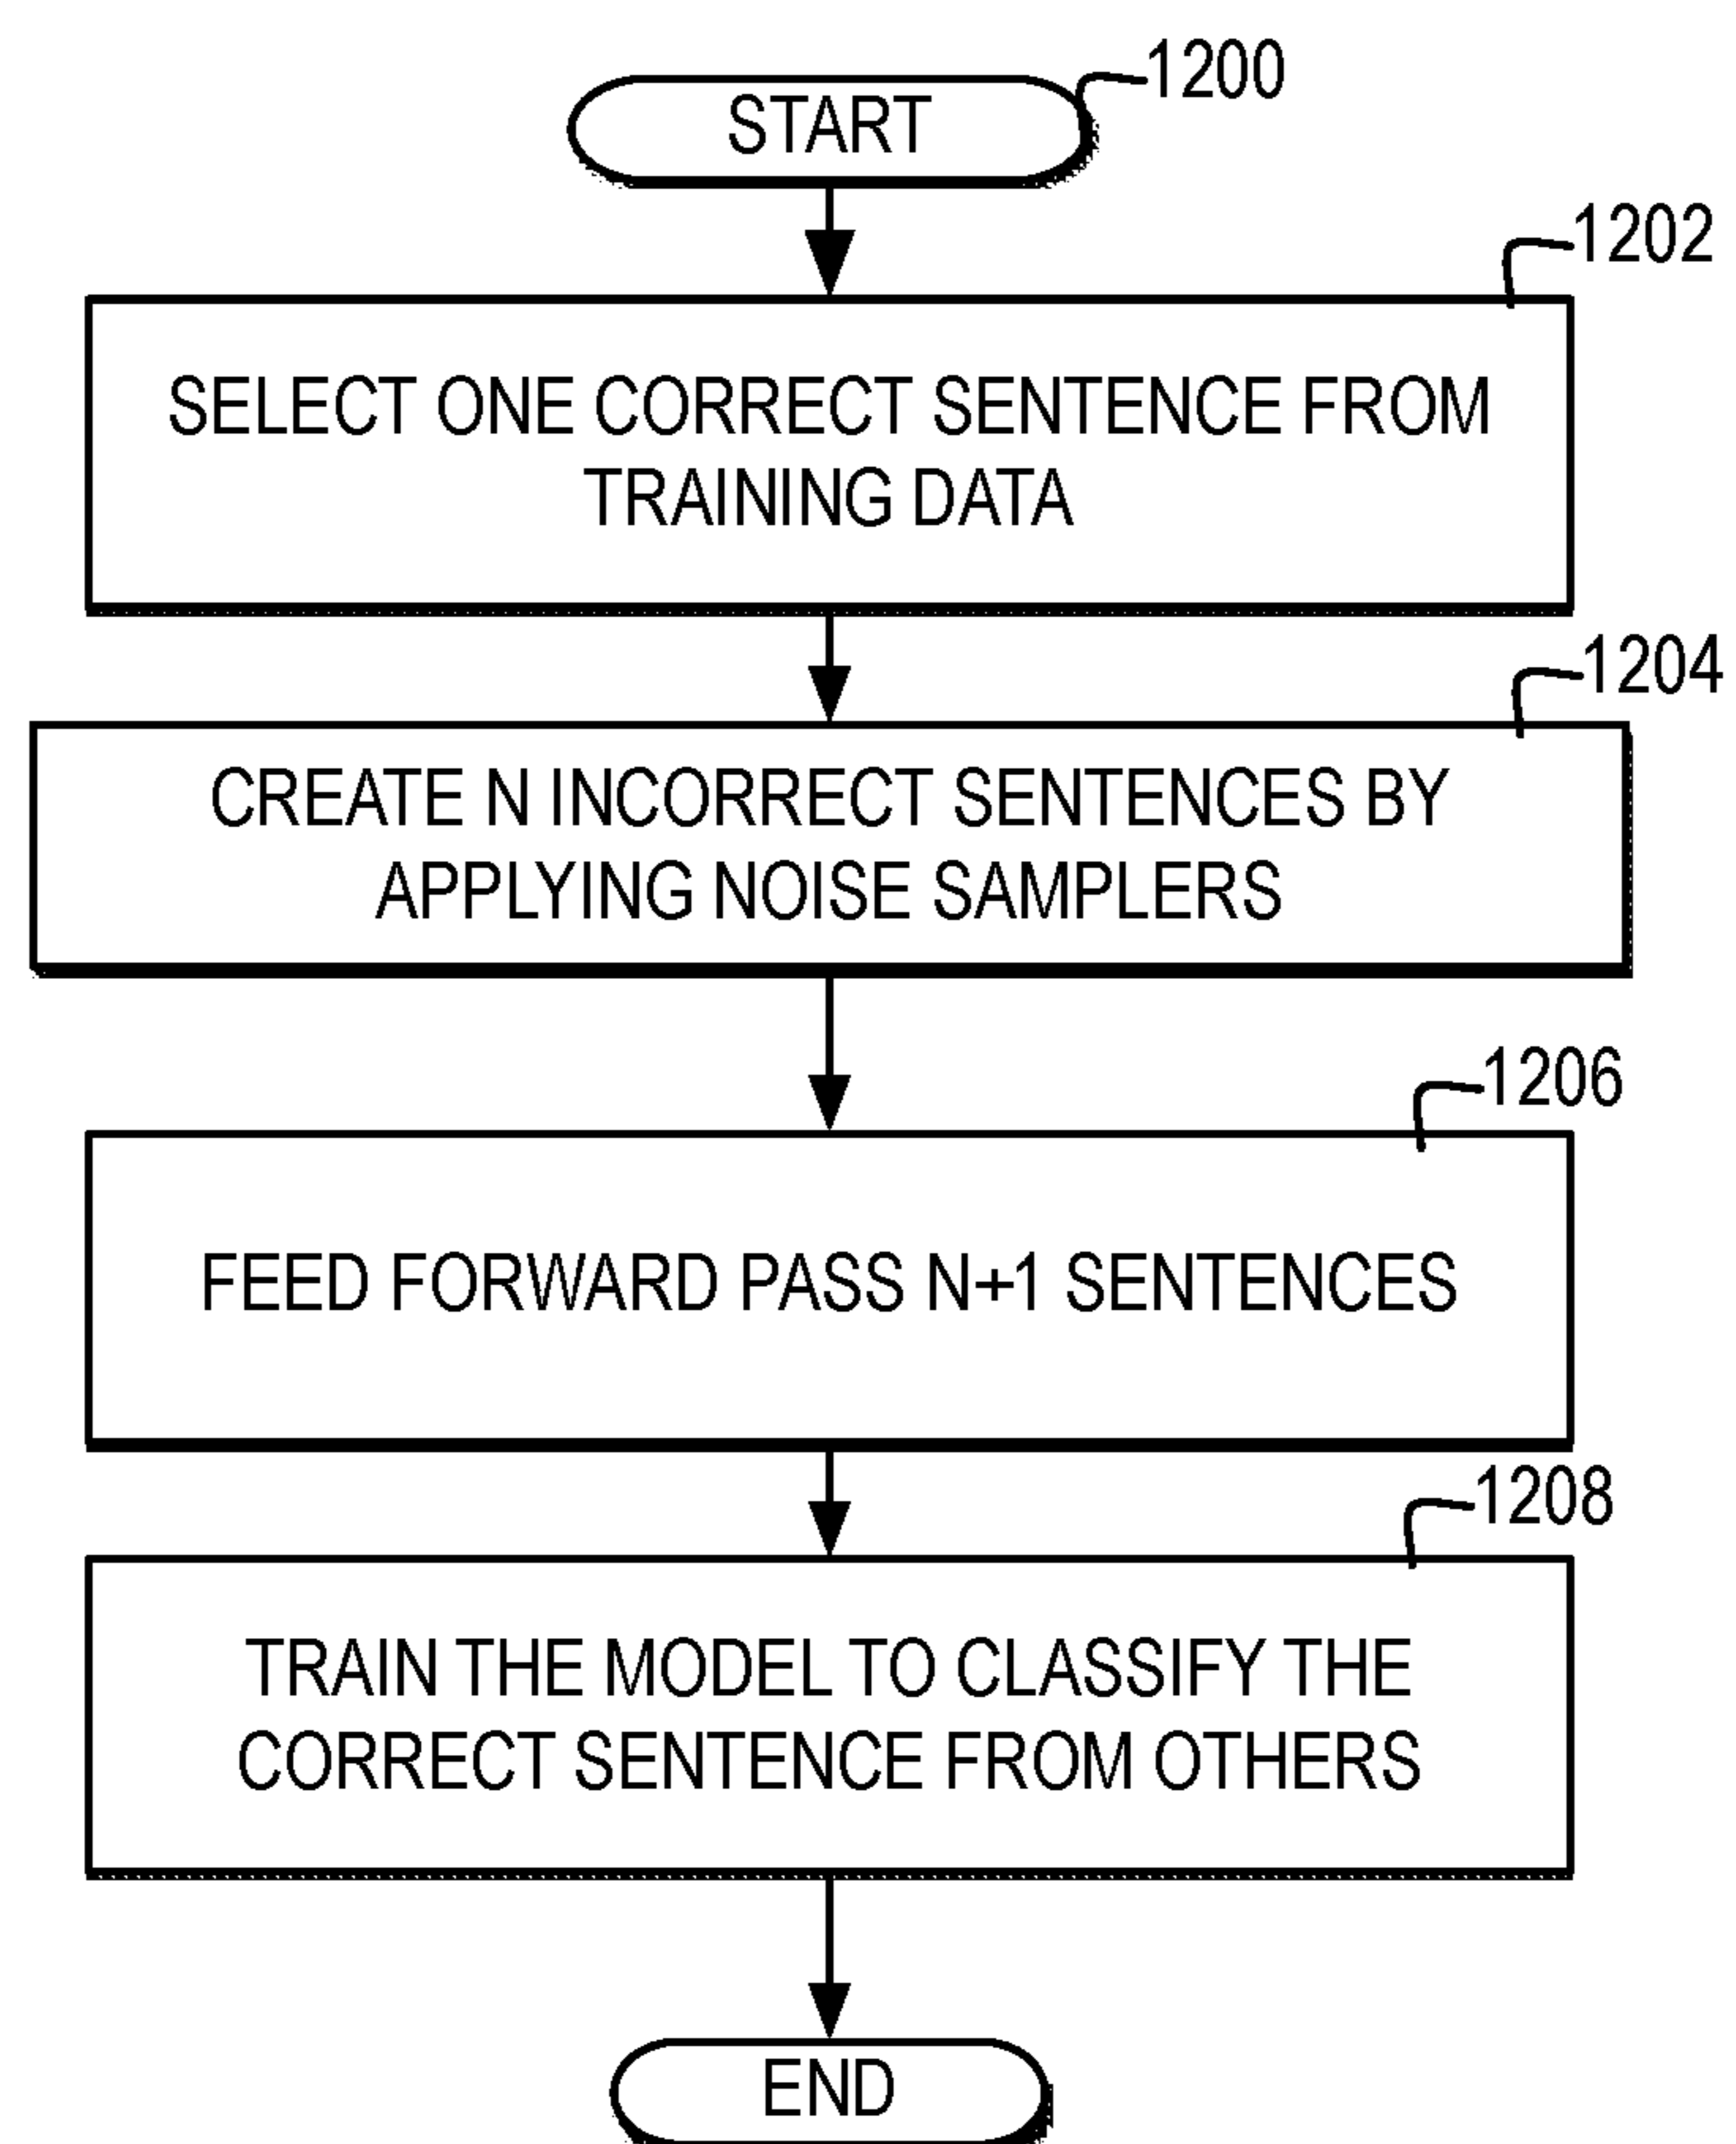 1200
START
1202
SELECT ONE CORRECT SENTENCE FROM
TRAINING DATA
1204
CREATE N INCORRECT SENTENCES BY
APPLYING NOISE SAMPLERS
1206
FEED FORWARD PASS N+1 SENTENCES
1208
TRAIN THE MODEL TO CLASSIFY THE
CORRECT SENTENCE FROM OTHERS
END